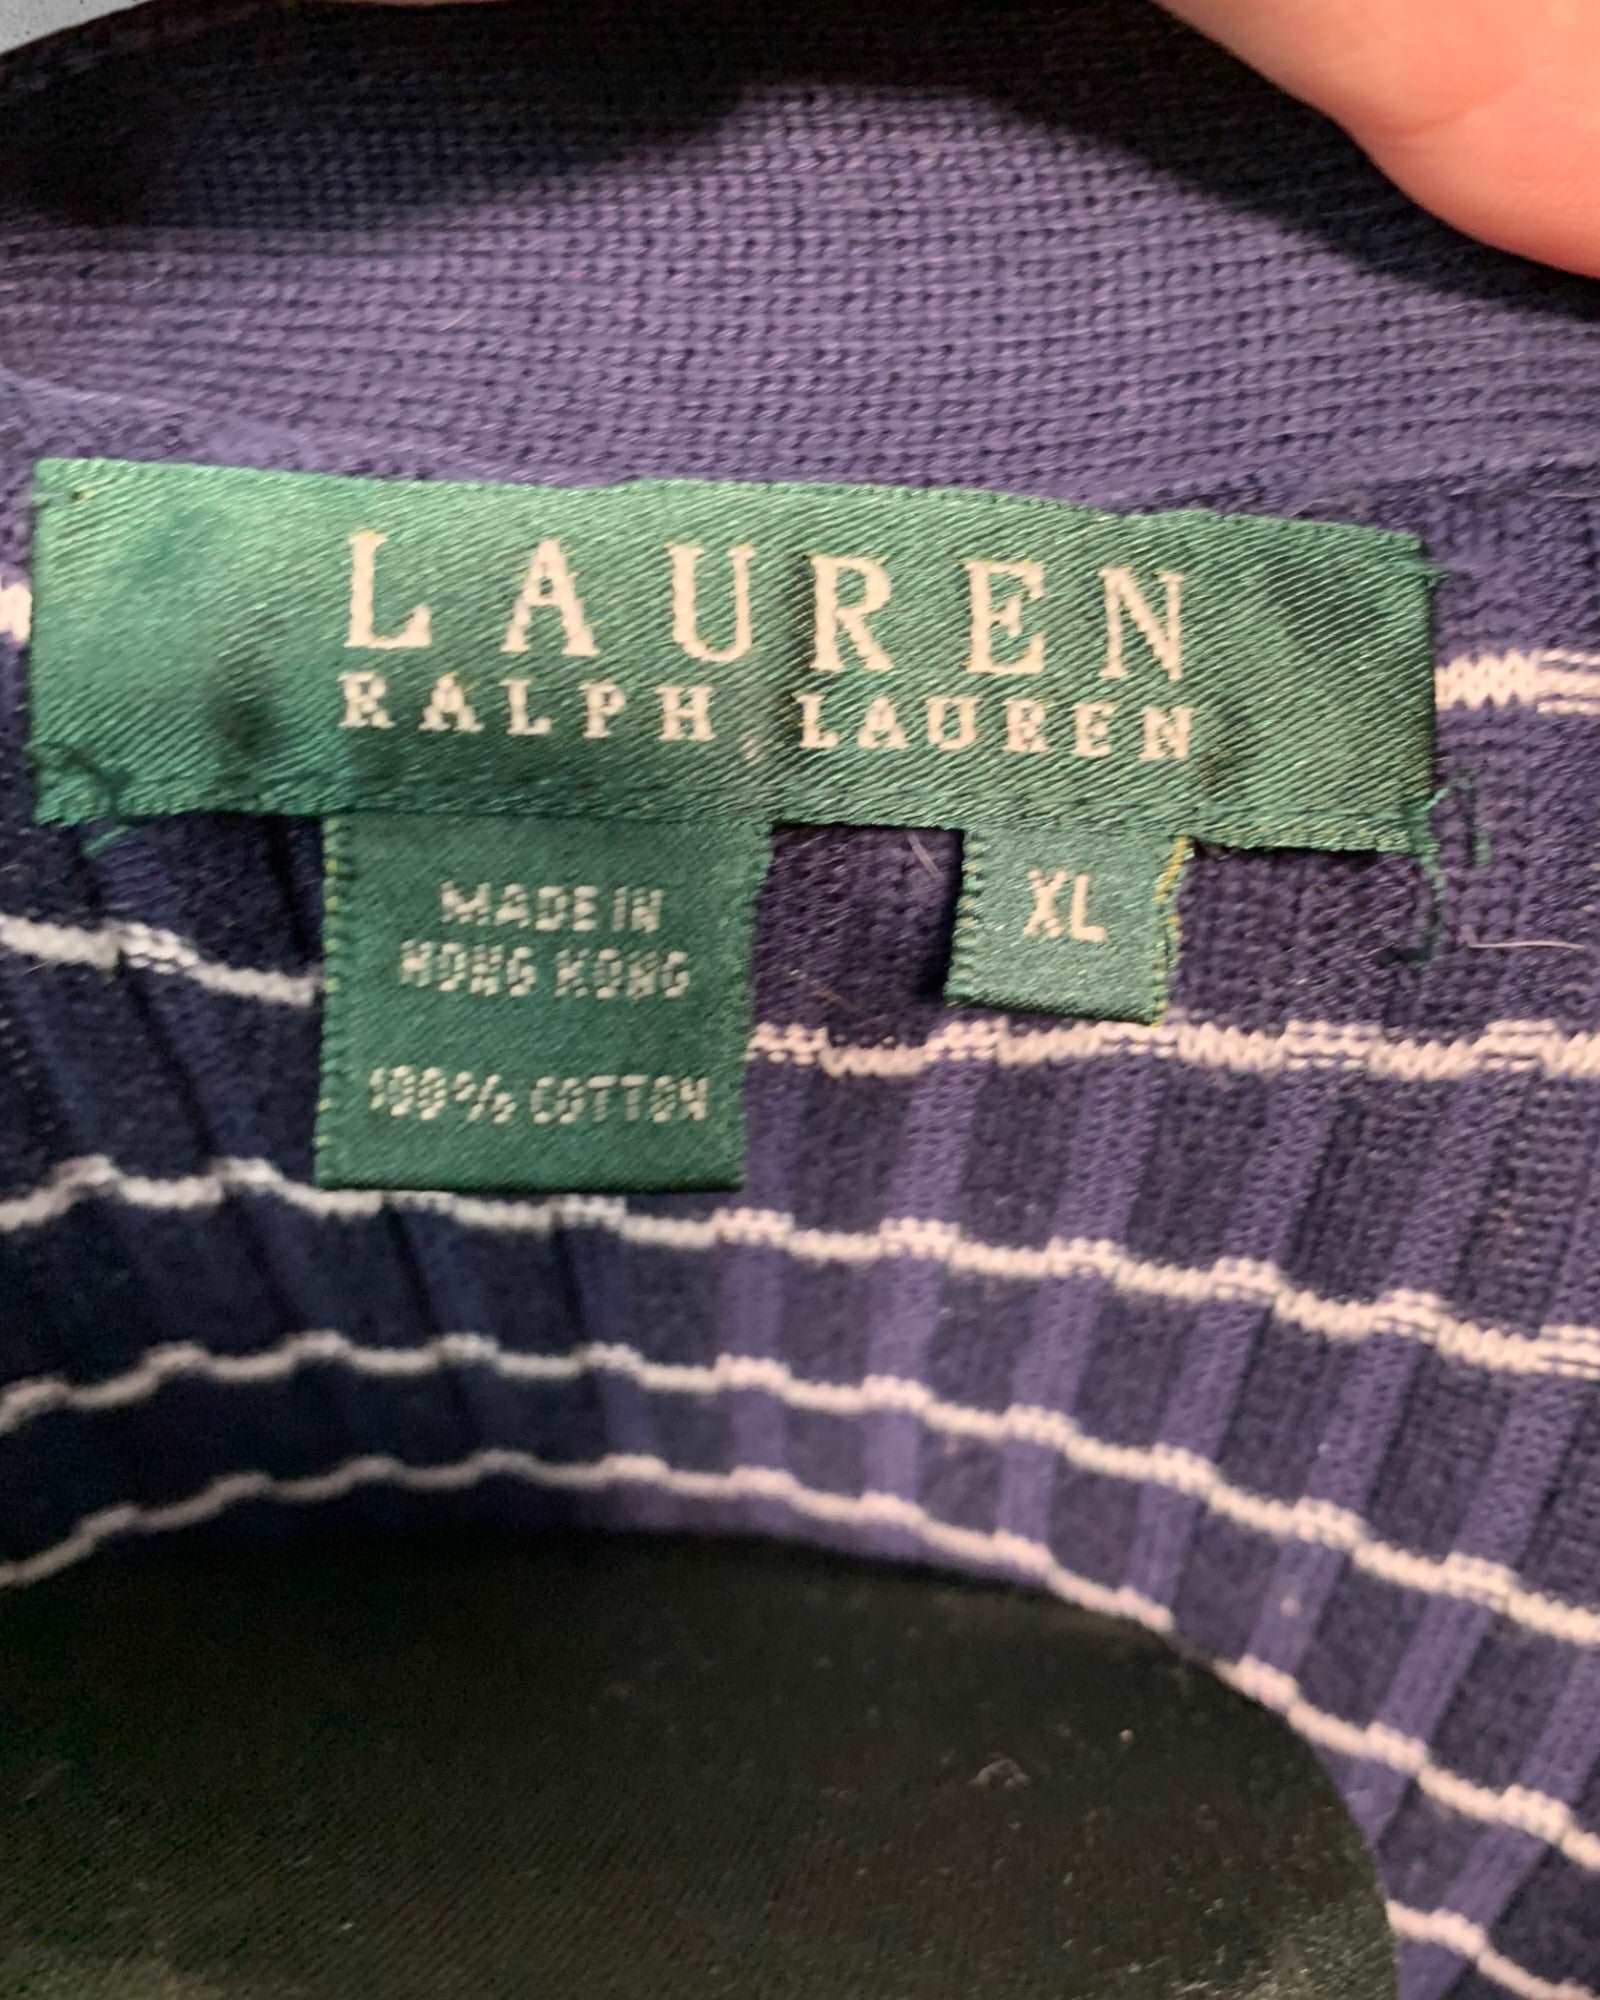 LAUREN
RALPH LAUREN
MADE IN
HONG KONG
100% COTTON
XL